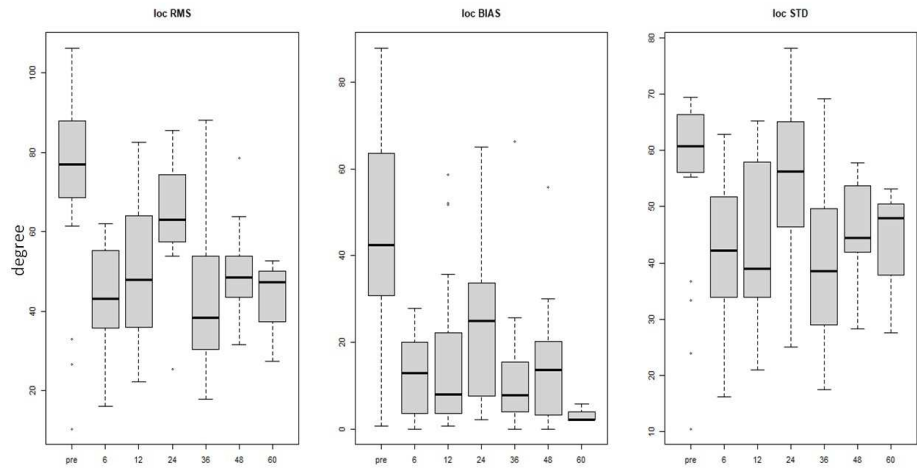 loc RMS
loc BIAS
loc STD
degree
20 40 60 80 100
pre 6 12 24 36 48 60
0 20 40 60 80
pre 6 12 24 36 48 60
10 20 30 40 50 60 70 80
pre 6 12 24 36 48 60